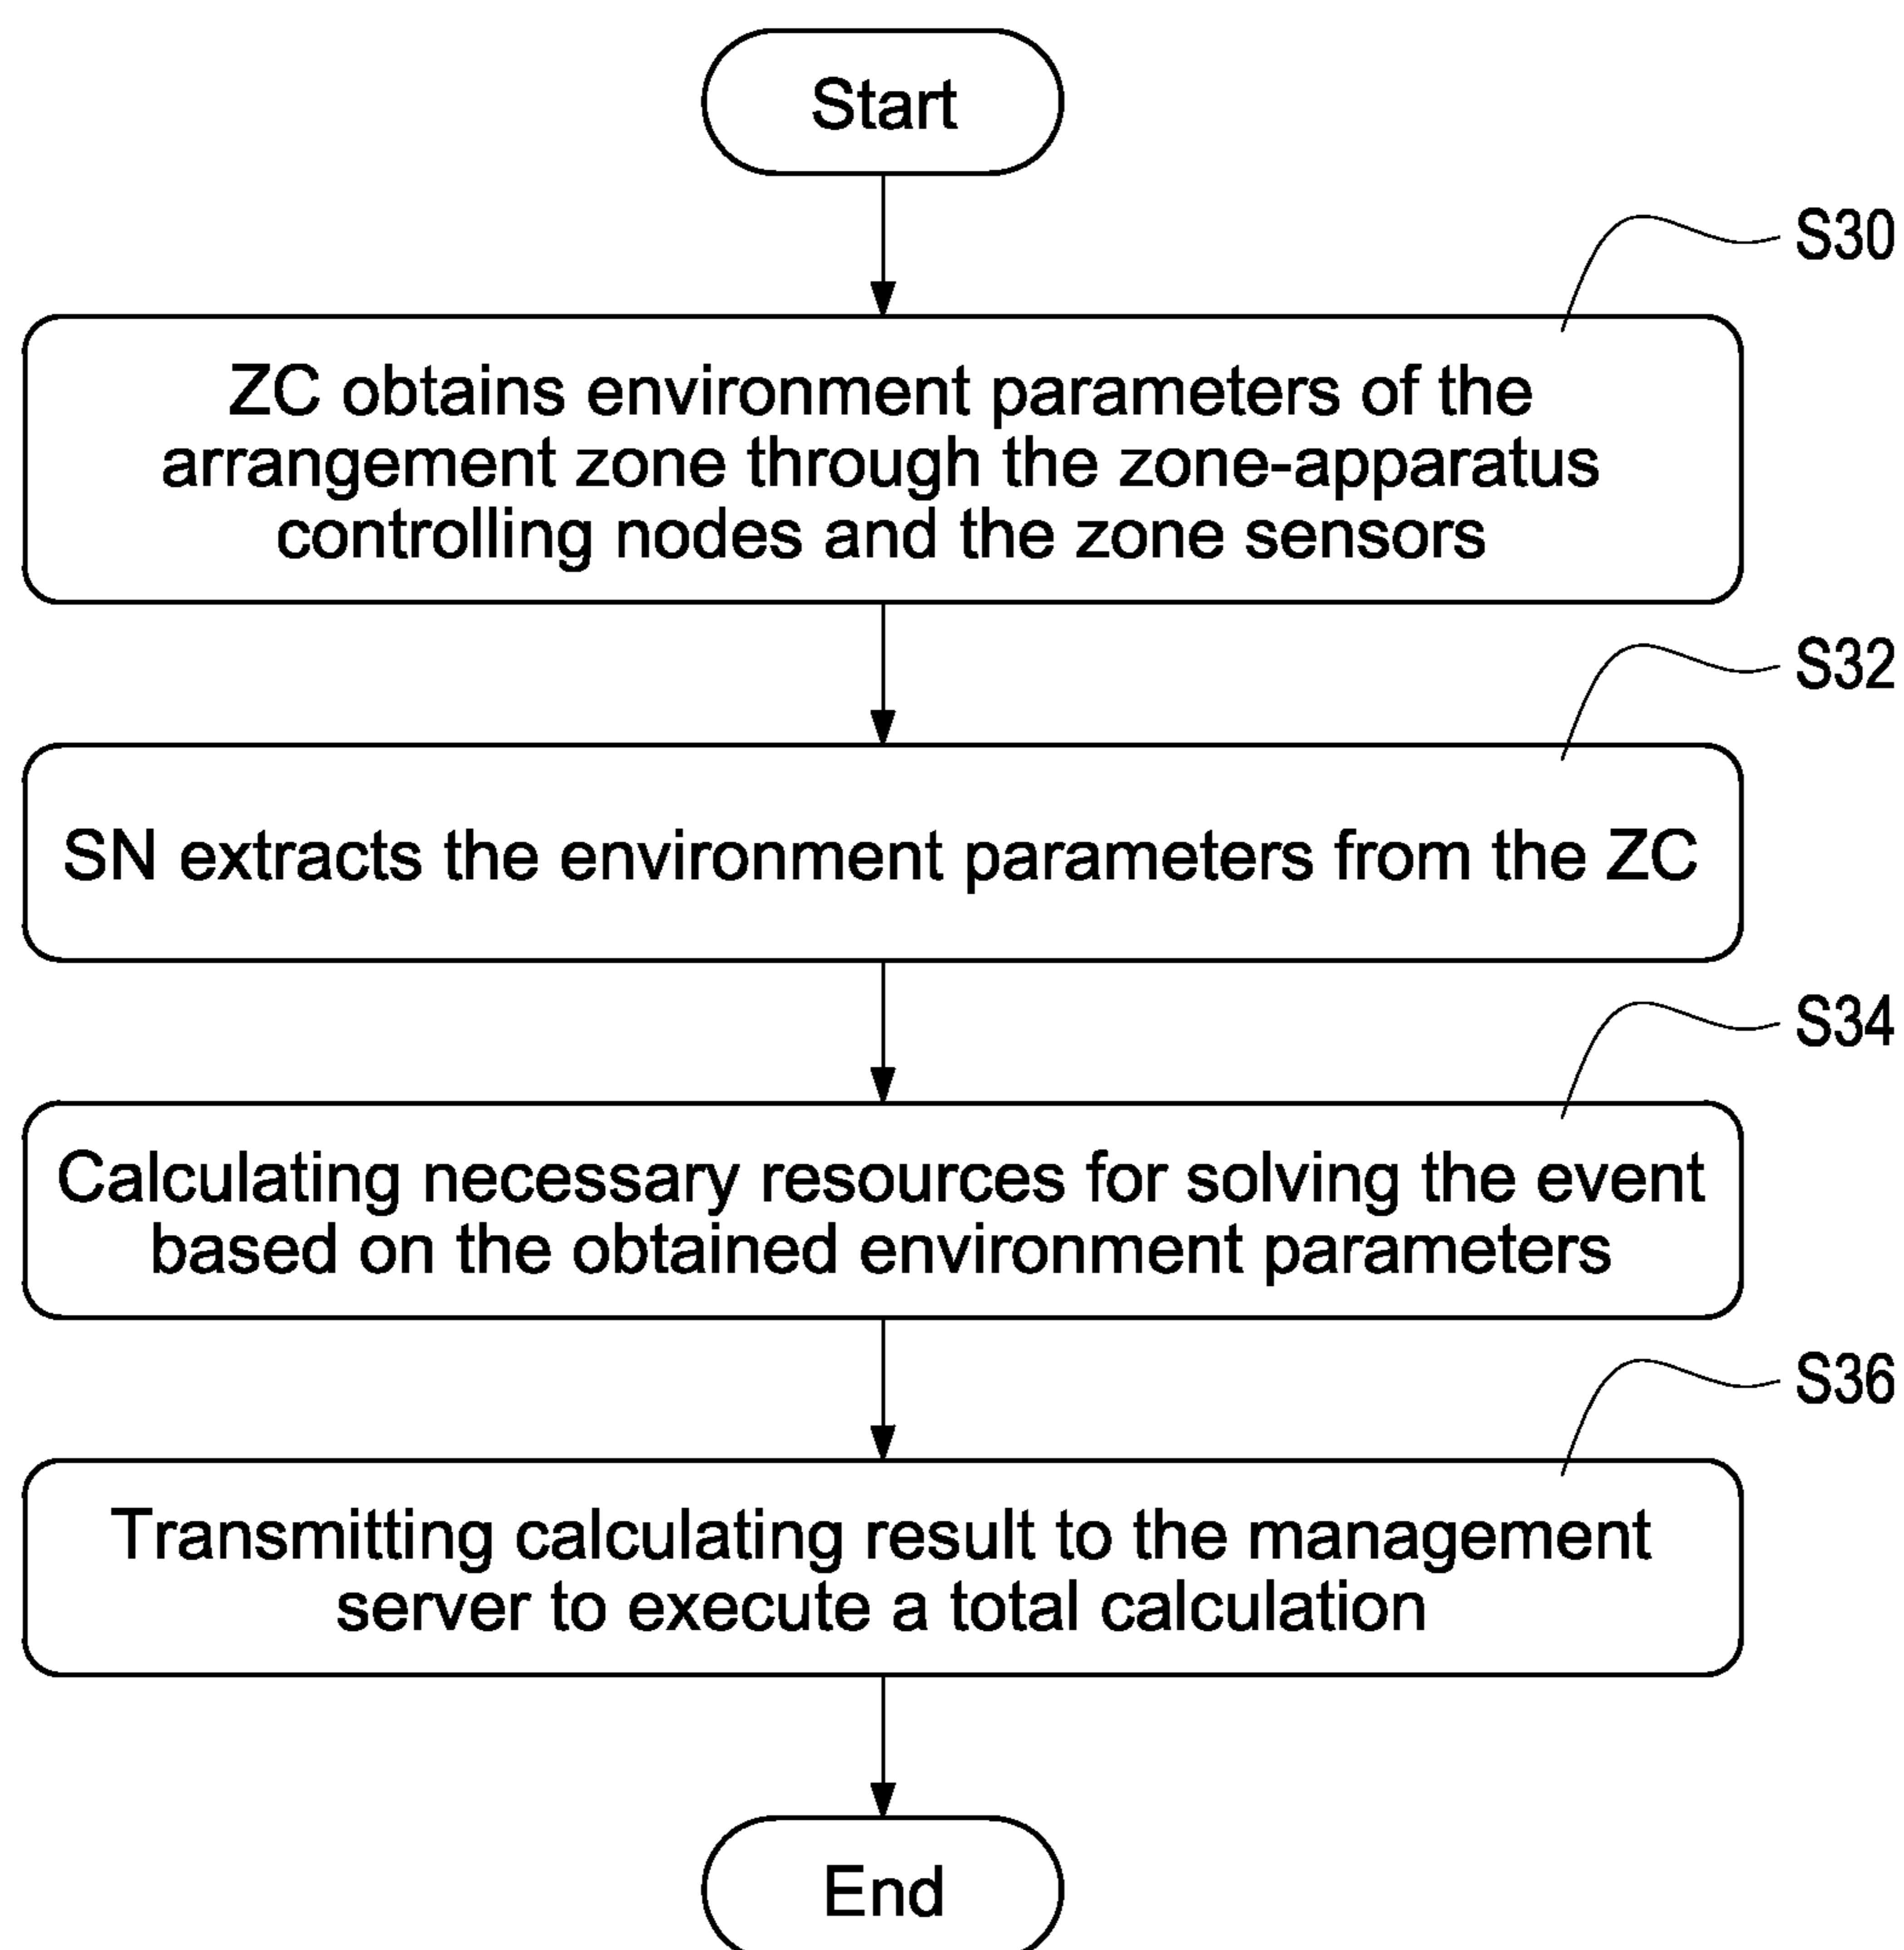 Start
S30
ZC obtains environment parameters of the
arrangement zone through the zone-apparatus
controlling nodes and the zone sensors
S32
SN extracts the environment parameters from the ZC
S34
Calculating necessary resources for solving the event
based on the obtained environment parameters
S36
Transmitting calculating result to the management
server to execute a total calculation
End